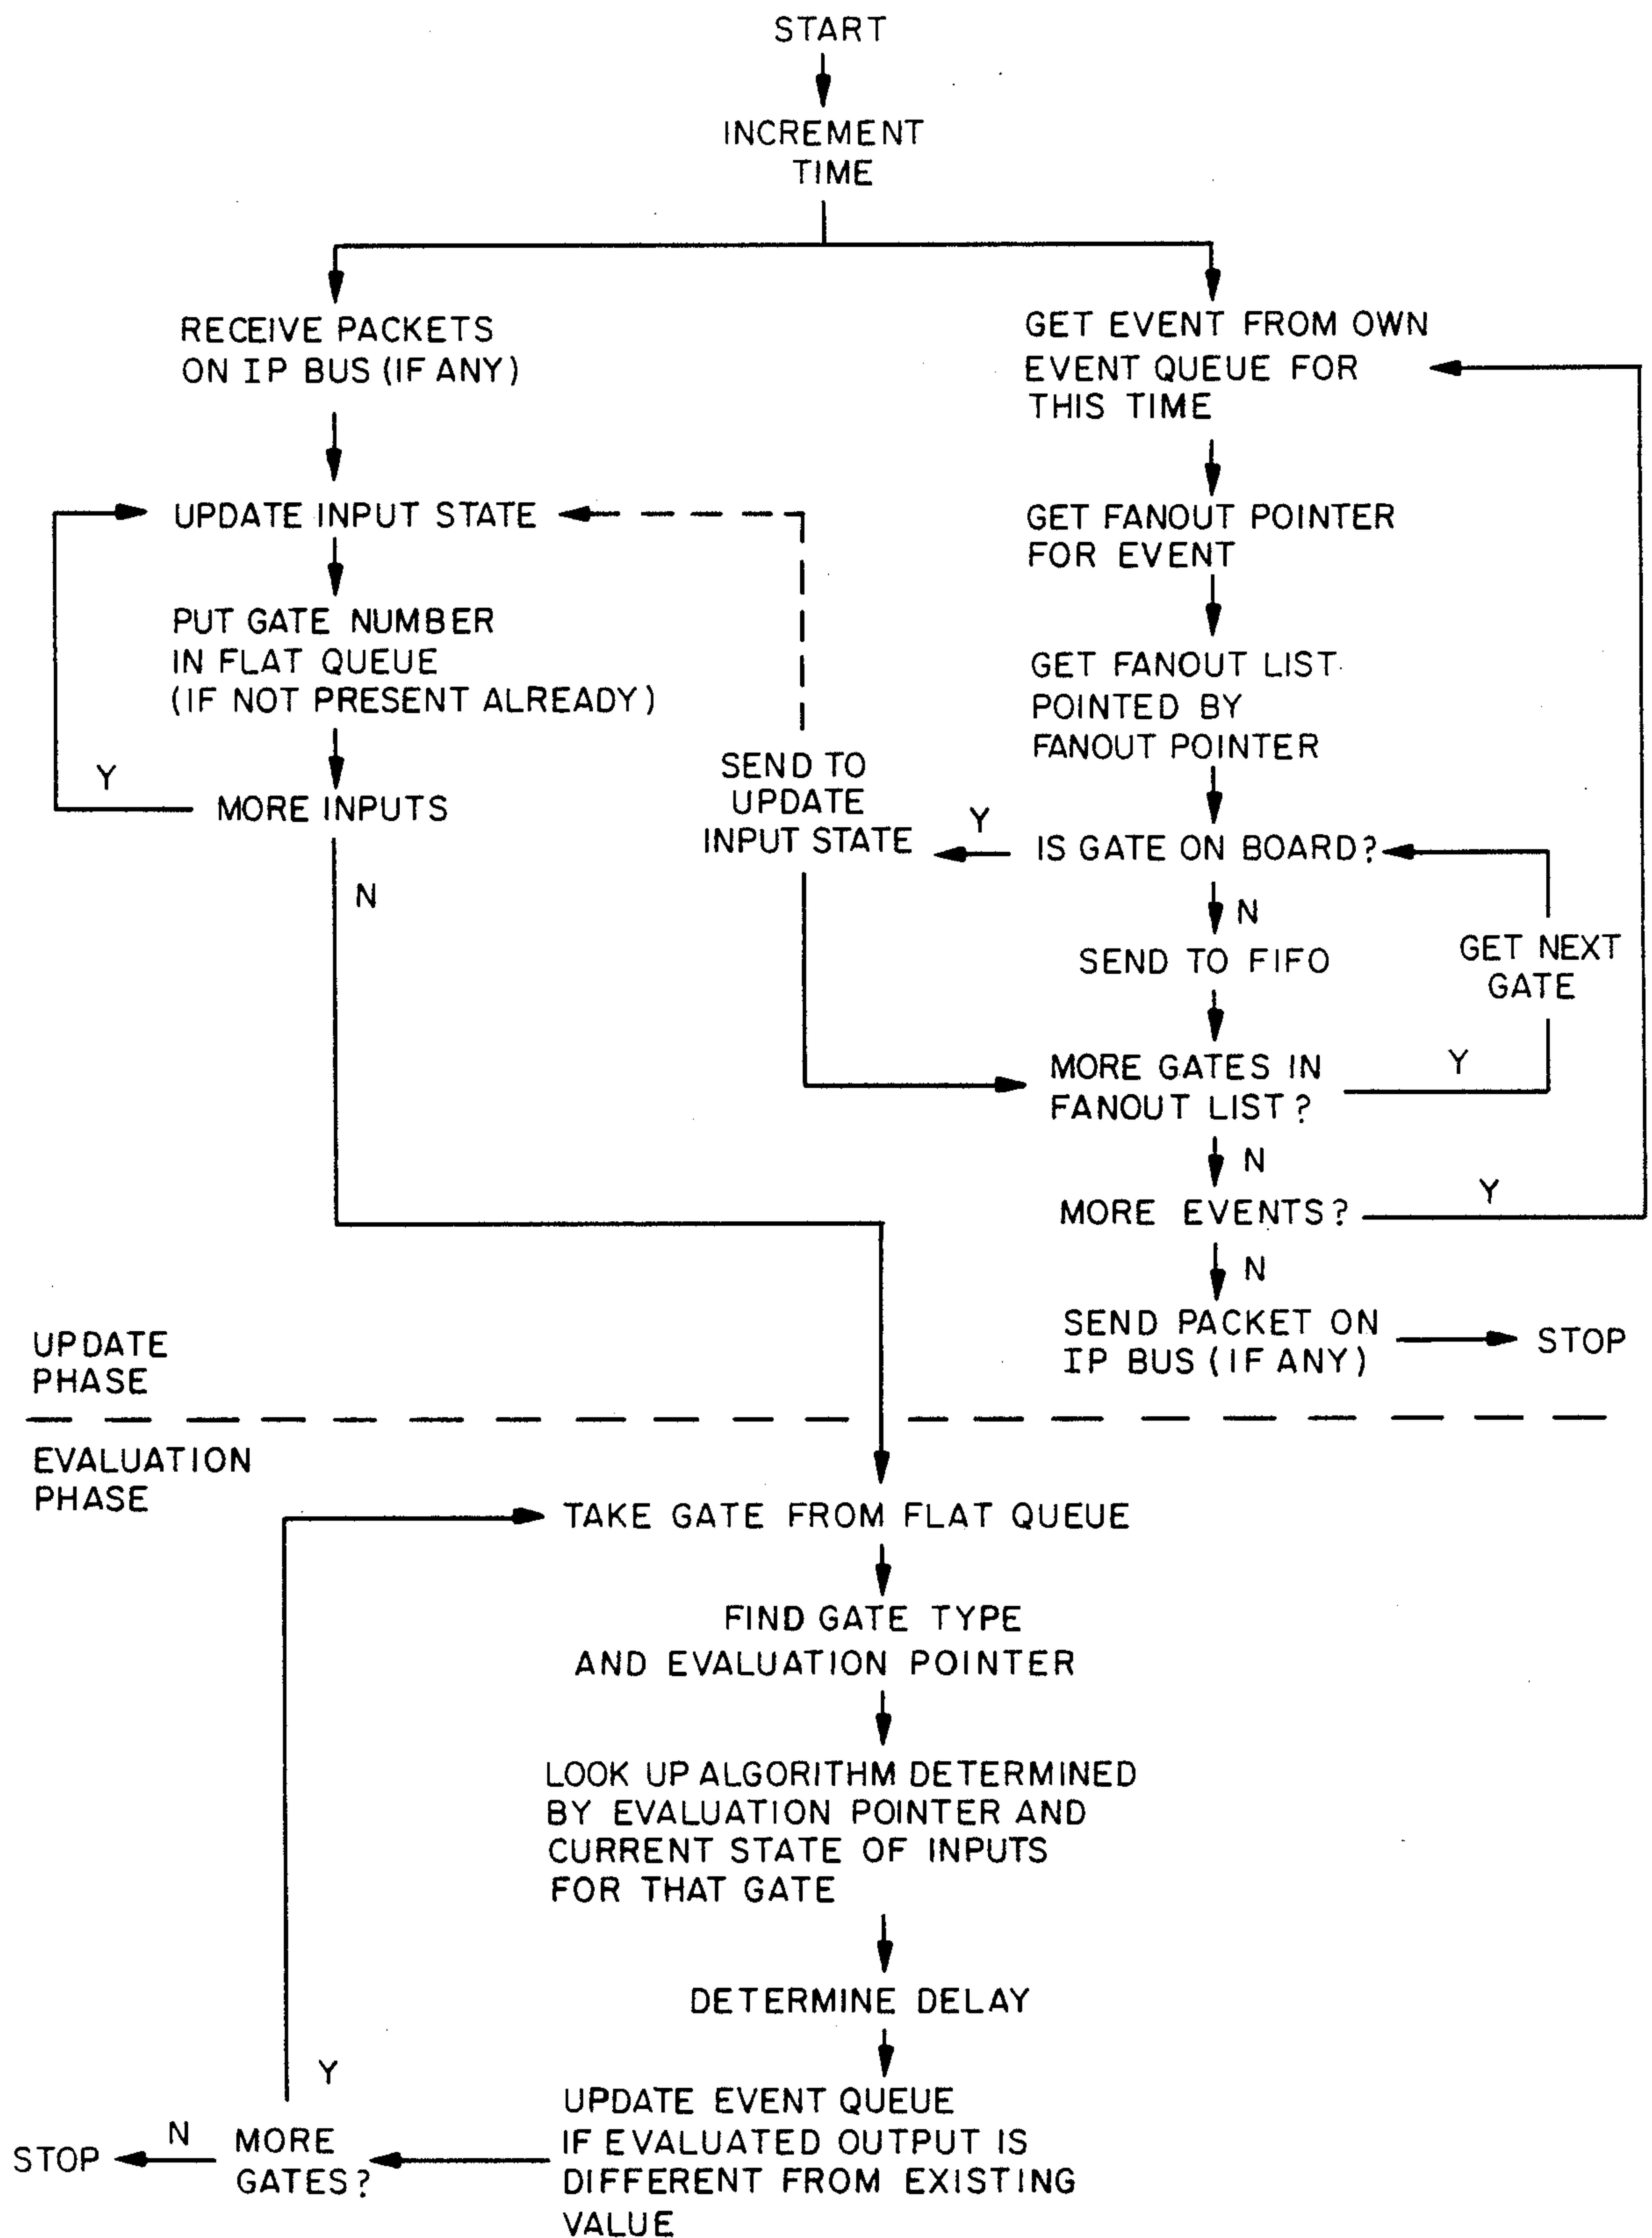 START
INCREMENT
TIME
RECEIVE PACKETS
ON IP BUS (IF ANY)
GET EVENT FROM OWN
EVENT QUEUE FOR
THIS TIME
UPDATE INPUT STATE
GET FANOUT POINTER
FOR EVENT
PUT GATE NUMBER
IN FLAT QUEUE
(IF NOT PRESENT ALREADY)
GET FANOUT LIST
POINTED BY
FANOUT POINTER
Y
MORE INPUTS
SEND TO
UPDATE
INPUT STATE
Y
IS GATE ON BOARD?
N
N
SEND TO FIFO
GET NEXT
GATE
MORE GATES IN
FANOUT LIST?
Y
N
MORE EVENTS?
Y
N
SEND PACKET ON
IP BUS (IF ANY)
STOP
UPDATE
PHASE
EVALUATION
PHASE
TAKE GATE FROM FLAT QUEUE
FIND GATE TYPE
AND EVALUATION POINTER
LOOK UP ALGORITHM DETERMINED
BY EVALUATION POINTER AND
CURRENT STATE OF INPUTS
FOR THAT GATE
DETERMINE DELAY
Y
UPDATE EVENT QUEUE
IF EVALUATED OUTPUT IS
DIFFERENT FROM EXISTING
VALUE
MORE
GATES?
N
STOP